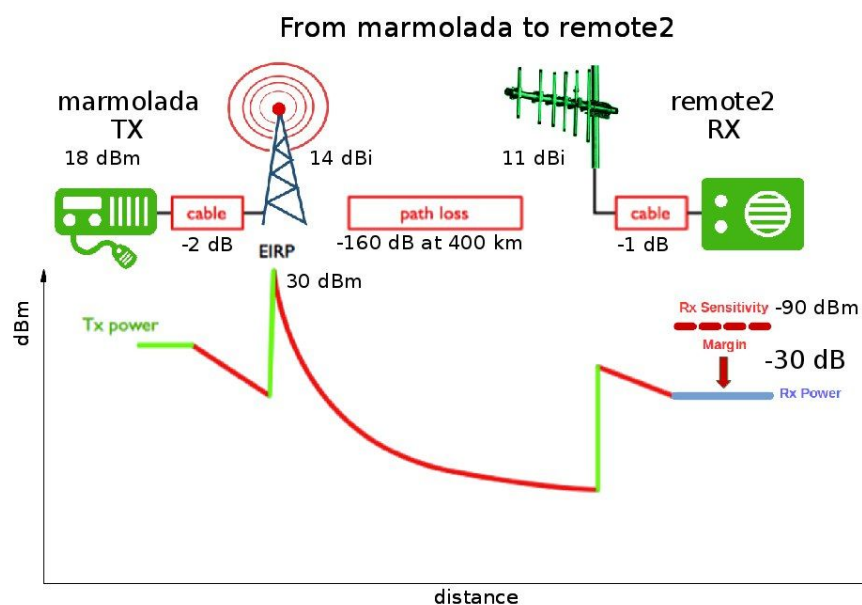 From marmolada to remote2
marmolada
TX
remote2
RX
18 dBm
14 dBi
11 dBi
cable
path loss
cable
-2 dB
-160 dB at 400 km
-1 dB
EIRP
30 dBm
dBm
Tx power
Rx Sensitivity
-90 dBm
Margin
-30 dB
Rx Power
distance